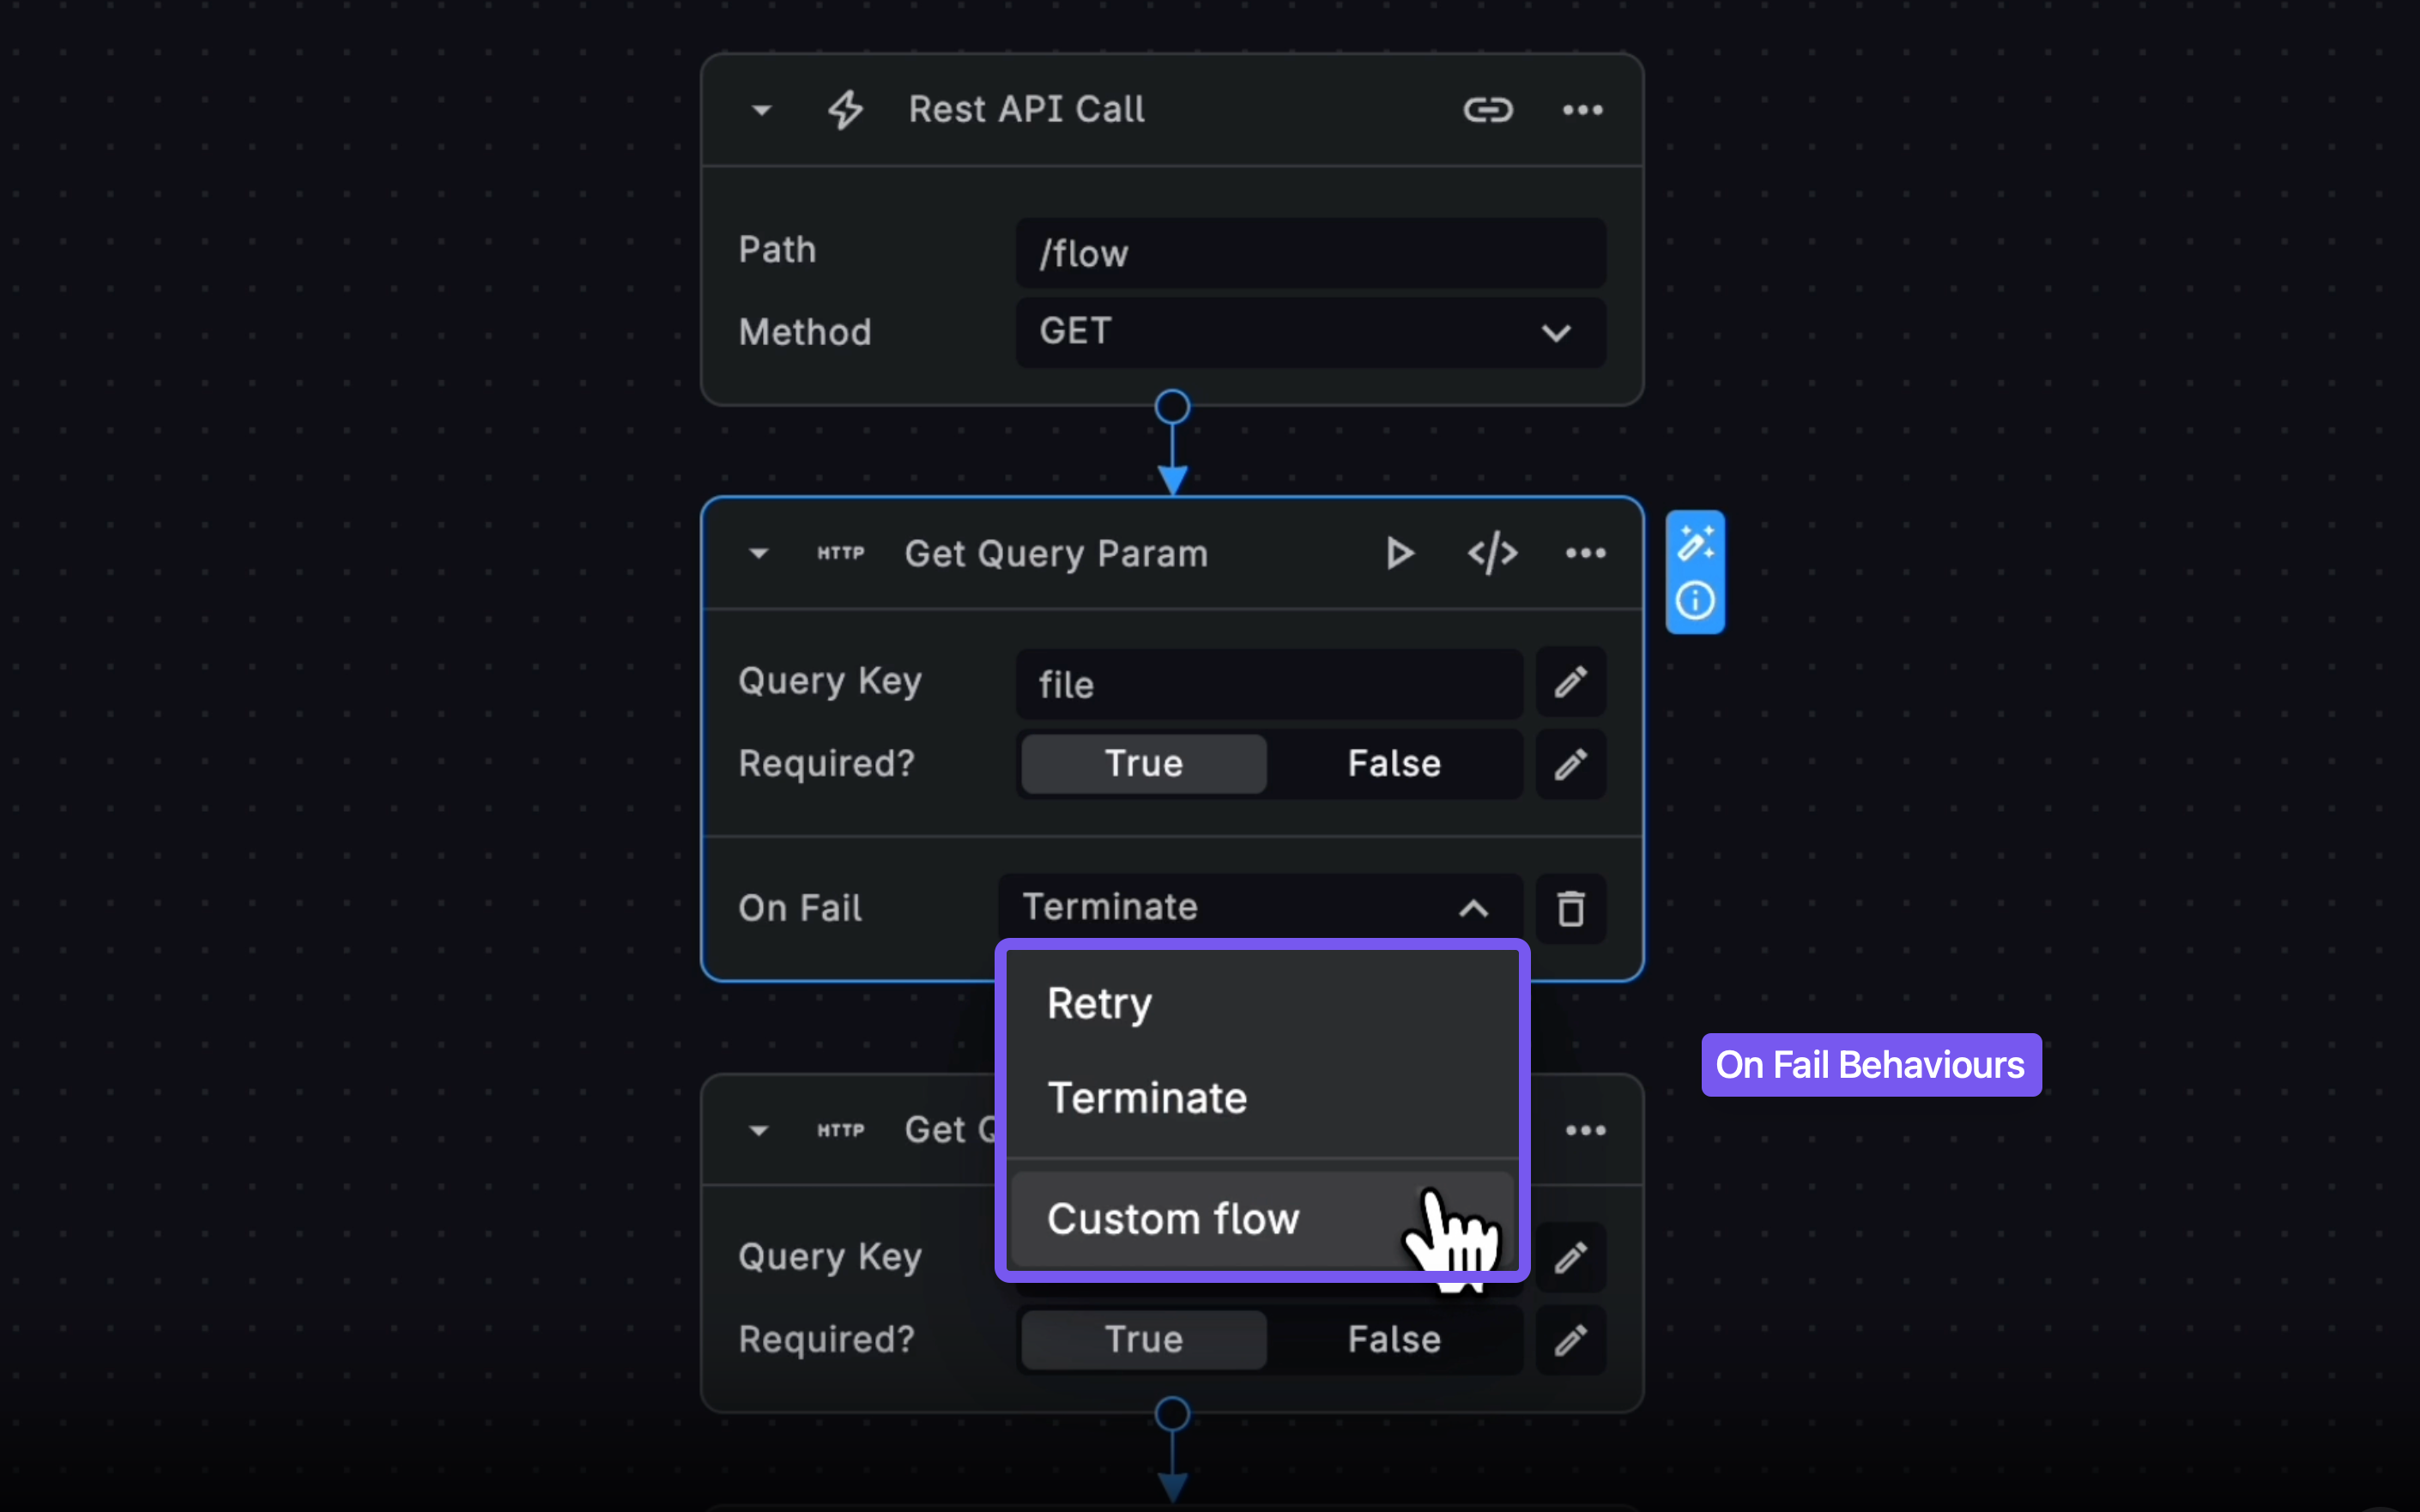 Rest API Call
Path
/flow
Method
GET
HTTP
Get Query Param
Query Key
file
Required?
True
False
On Fail
Terminate
Retry
Terminate
Custom flow
On Fail Behaviours
HTTP
Get
Query Key
Required?
True
False